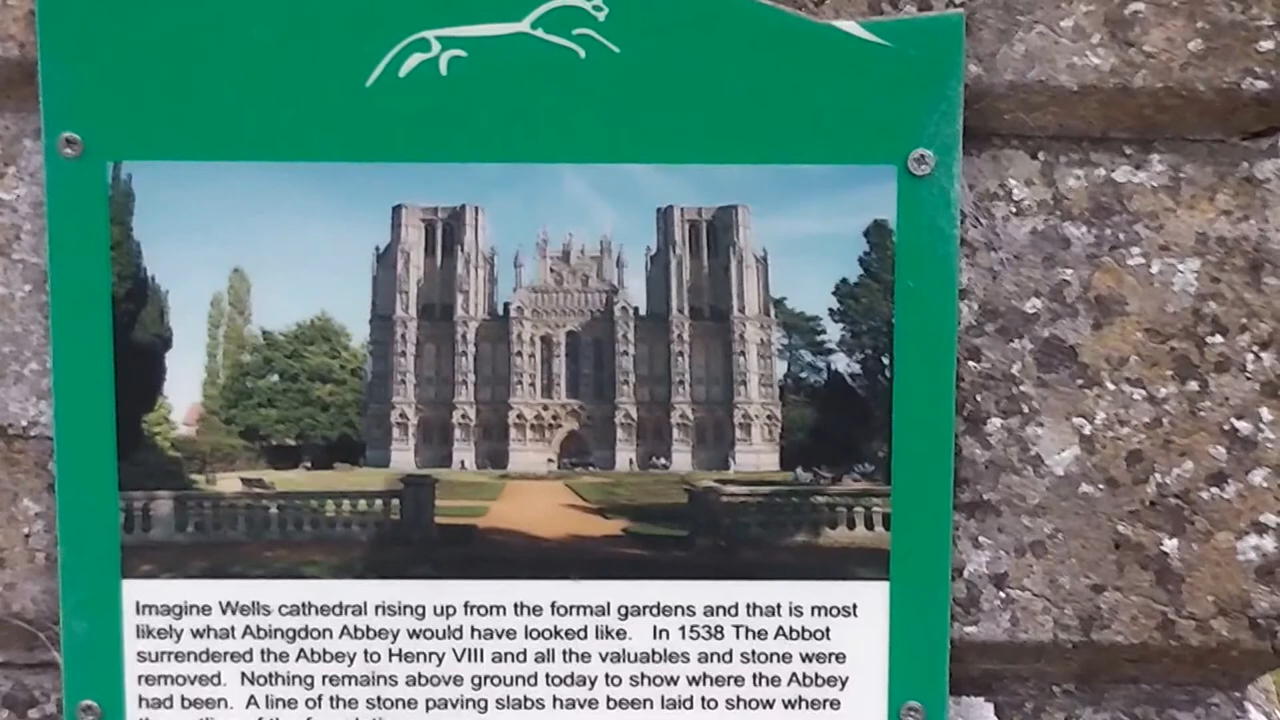 Imagine Wells cathedral rising up from the formal gardens and that is most
likely what Abingdon Abbey would have looked like. In 1538 The Abbot
surrendered the Abbey to Henry VIII and all the valuables and stone were
removed. Nothing remains above ground today to show where the Abbey
had been. A line of the stone paving slabs have been laid to show where